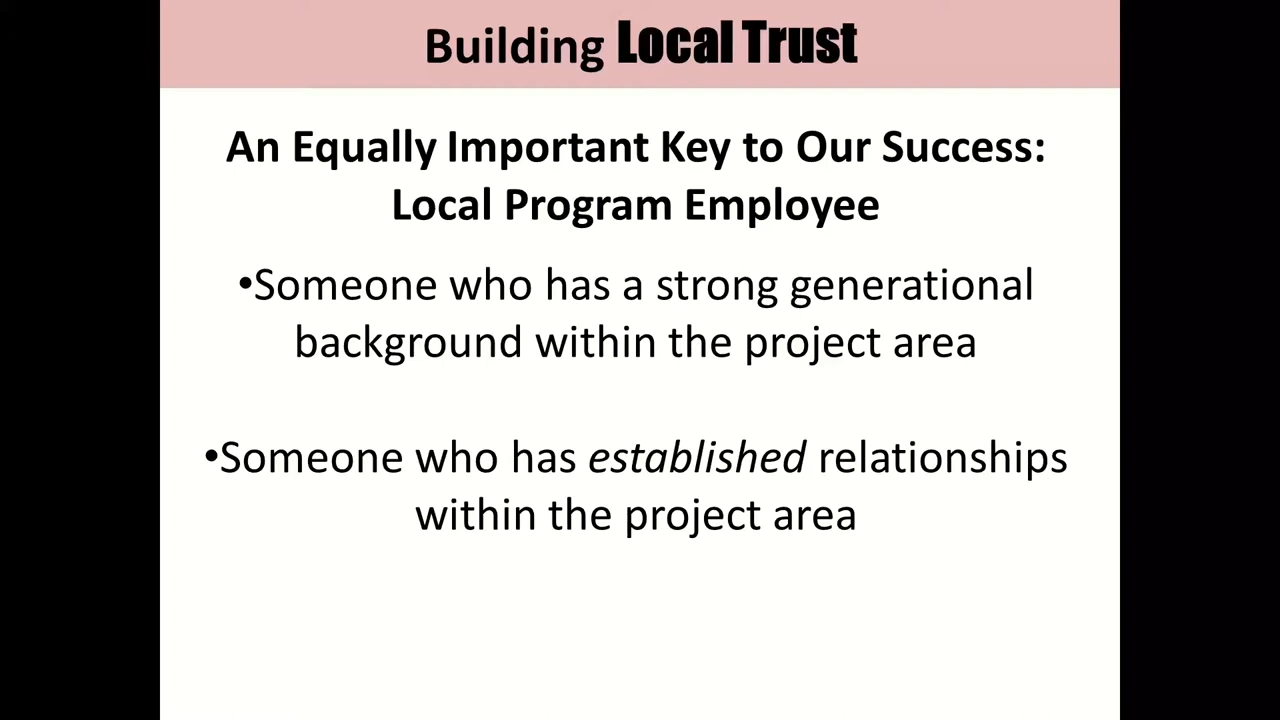 Building Local Trust
An Equally Important Key to Our Success:
Local Program Employee
•Someone who has a strong generational
background within the project area
•Someone who has established relationships
within the project area